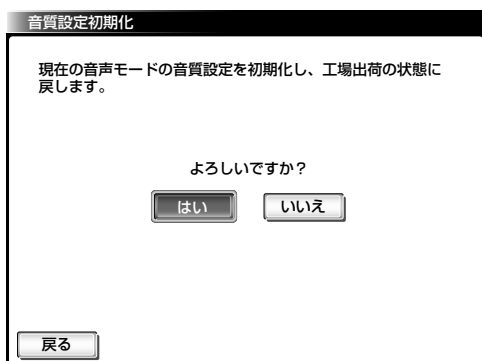 音質設定初期化
現在の音声モードの音質設定を初期化し、工場出荷の状態に
戻します。
よろしいですか？
はい いいえ
戻る